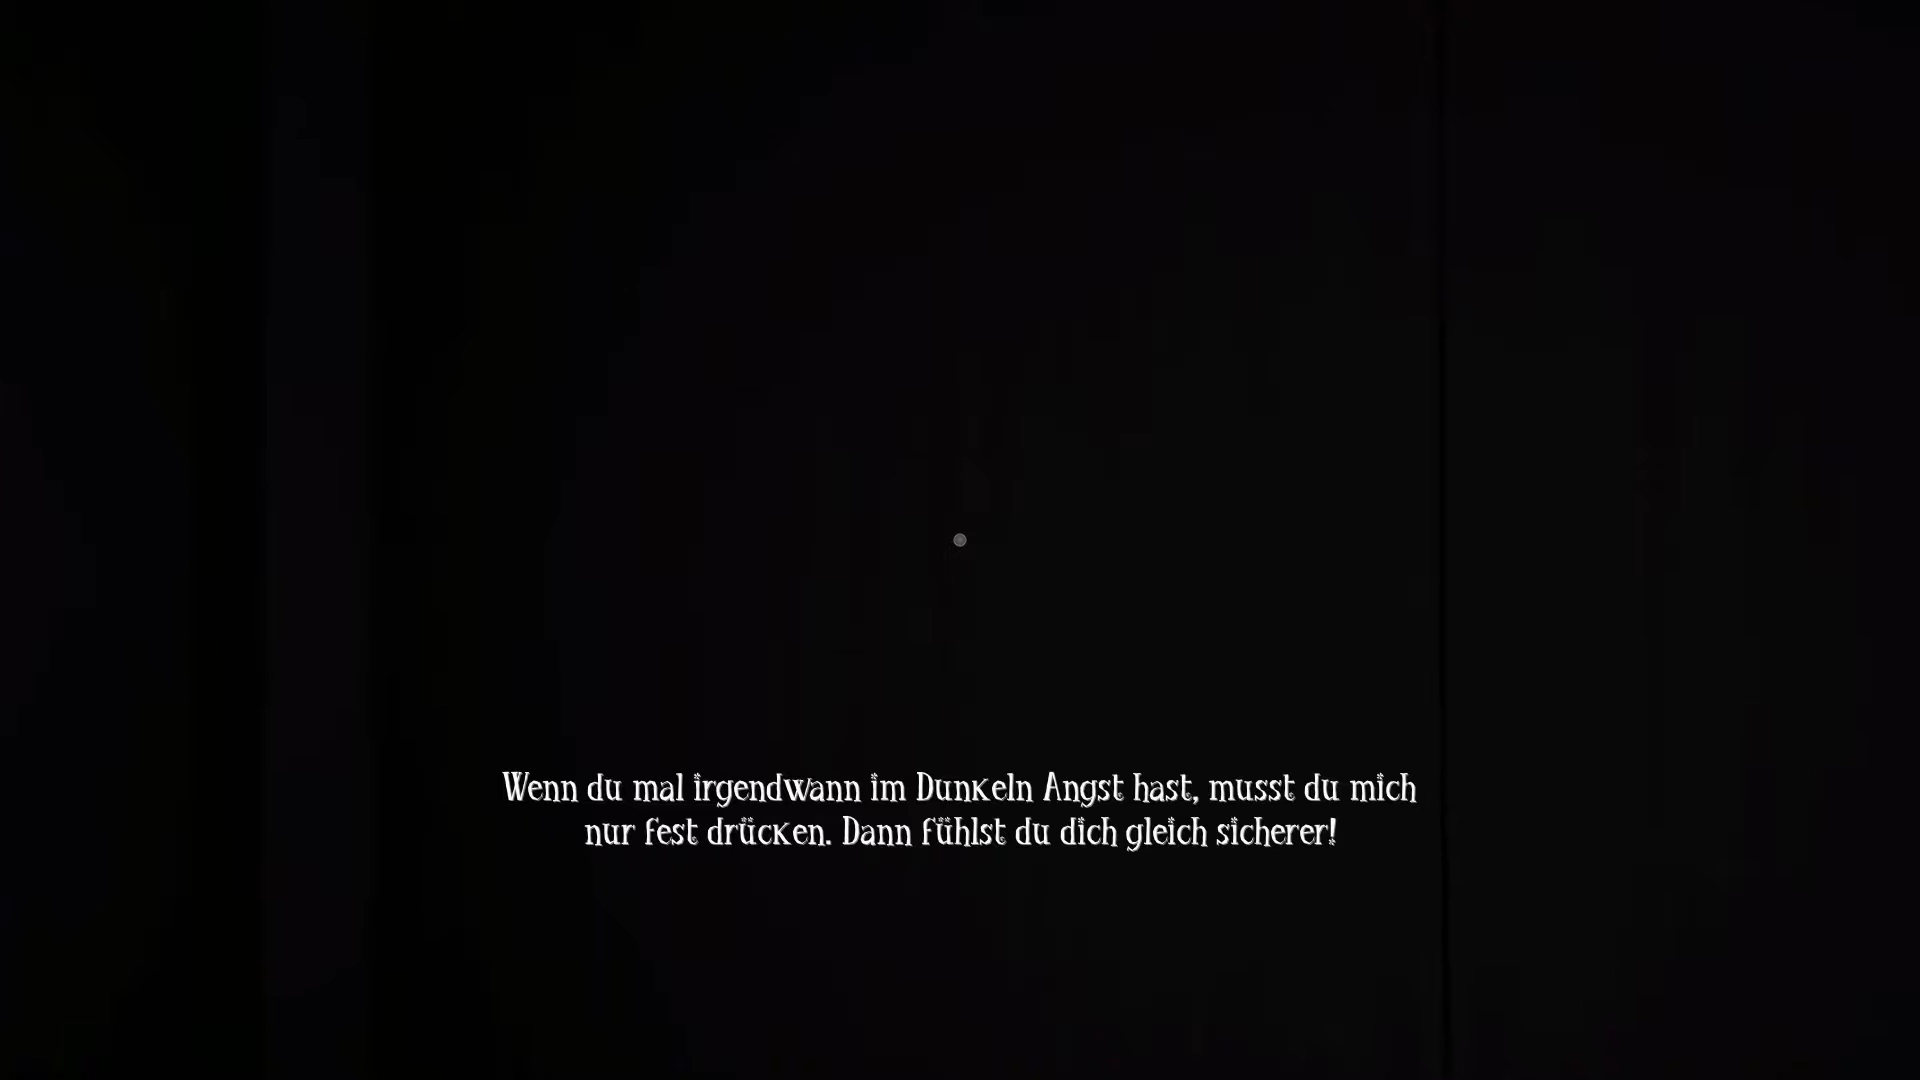 Wenn du mal irgendwann im Dunkeln Angst hast, musst du mich
nur fest drücken. Dann fühlst du dich gleich sicherer!